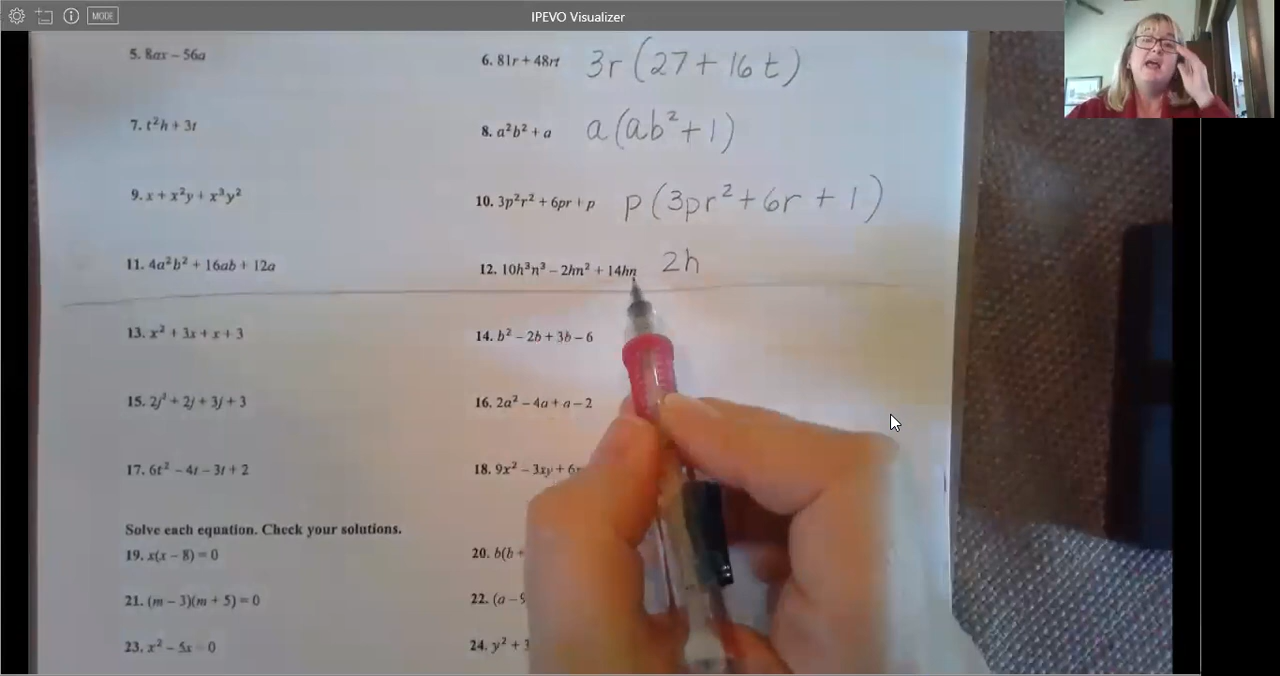 MODE
IPEVO Visualizer
5. 8ax – 56a
6. 81r + 48rt 3r(27 + 16t)
7. t²h + 3t
8. a²b² + a a(ab² + 1)
9. x + x²y + x³y²
10. 3p²r² + 6pr + p p(3pr² + 6r + 1)
11. 4a²b² + 16ab + 12a
12. 10h³n³ – 2hn² + 14hn 2h
13. x² + 3x + x + 3
14. b² – 2b + 3b – 6
15. 2j² + 2j + 3j + 3
16. 2a² – 4a + a – 2
17. 6t² – 4t – 3t + 2
18. 9x² – 3xy + 6
Solve each equation. Check your solutions.
19. x(x – 8) = 0
20. b(b +
21. (m – 3)(m + 5) = 0
22. (a – 5
23. x² – 5x = 0
24. y² + 3